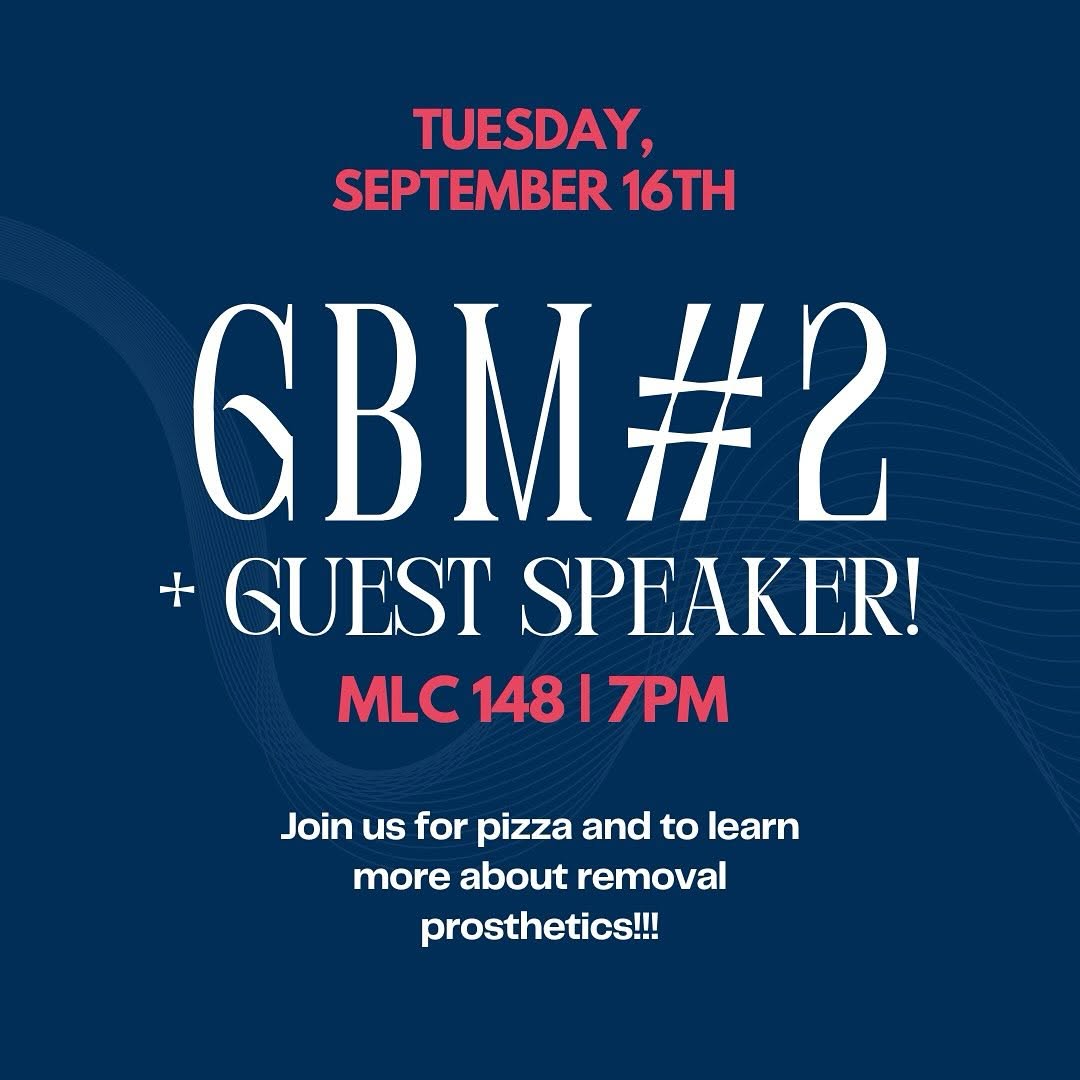 TUESDAY,
SEPTEMBER 16TH
GBM #2
+ GUEST SPEAKER!
MLC 148 | 7PM
Join us for pizza and to learn
more about removal
prosthetics!!!